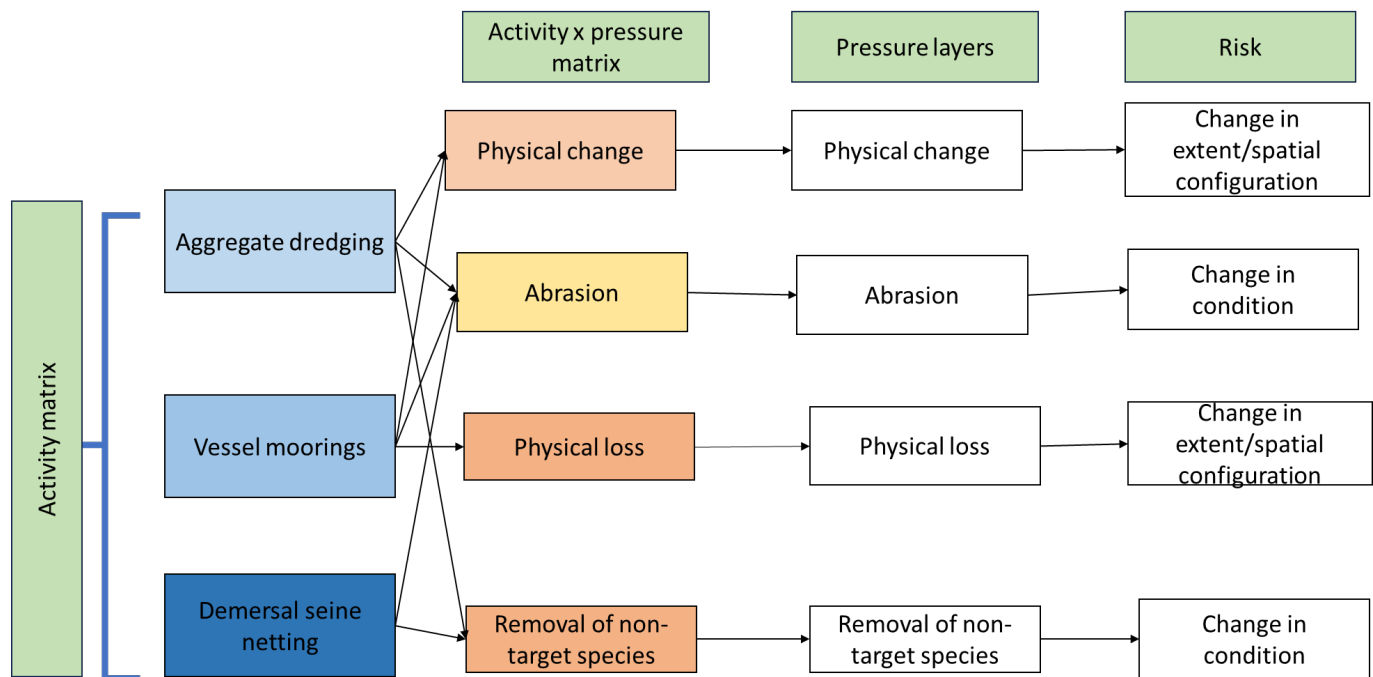 Activity x pressure
matrix
Pressure layers
Risk
Activity matrix
Aggregate dredging
Vessel moorings
Demersal seine
netting
Physical change
Physical change
Change in
extent/spatial
configuration
Abrasion
Abrasion
Change in
condition
Physical loss
Physical loss
Change in
extent/spatial
configuration
Removal of non-
target species
Removal of non-
target species
Change in
condition